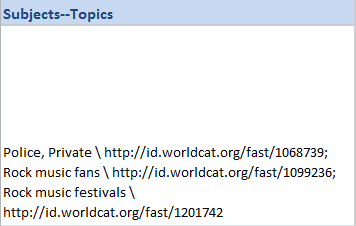 Subjects--Topics
Police, Private \ http://id.worldcat.org/fast/1068739;
Rock music fans \ http://id.worldcat.org/fast/1099236;
Rock music festivals \
http://id.worldcat.org/fast/1201742